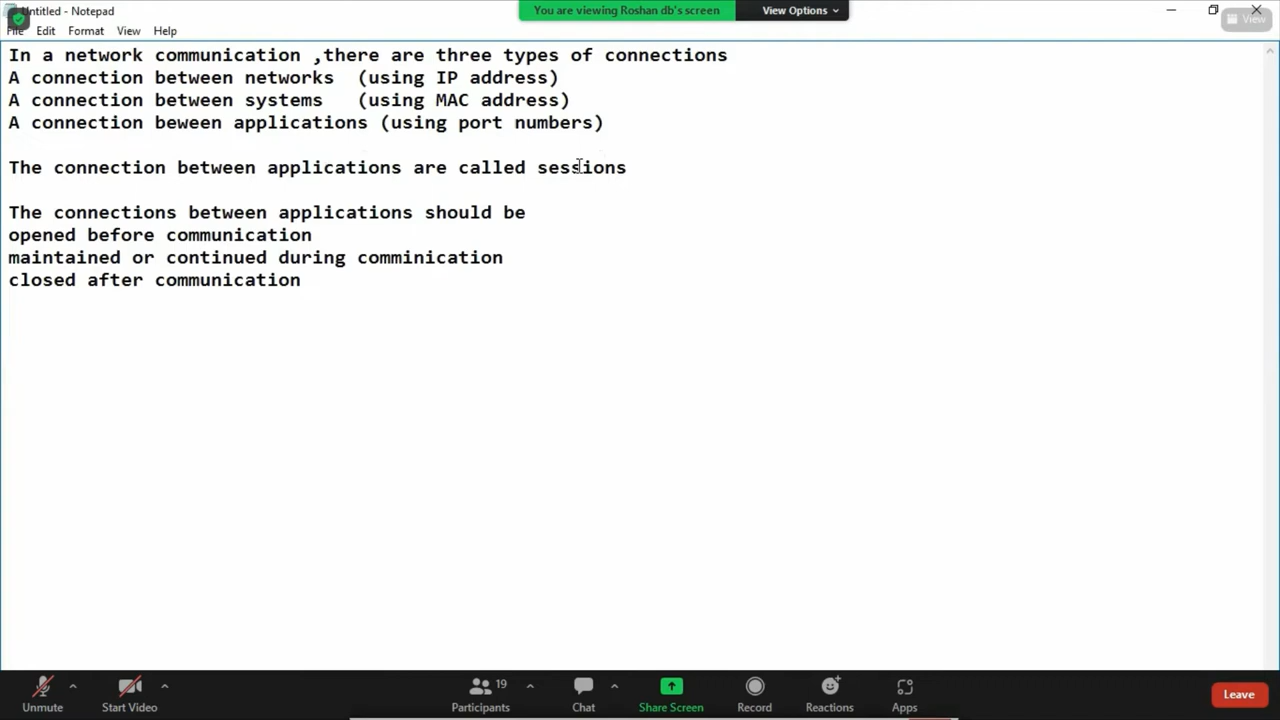 Untitled - Notepad
You are viewing Roshan db's screen
View Options
View
File Edit Format View Help
In a network communication ,there are three types of connections
A connection between networks (using IP address)
A connection between systems (using MAC address)
A connection beween applications (using port numbers)
The connection between applications are called sessions
The connections between applications should be
opened before communication
maintained or continued during comminication
closed after communication
19
Unmute Start Video Participants Chat Share Screen Record Reactions Apps Leave